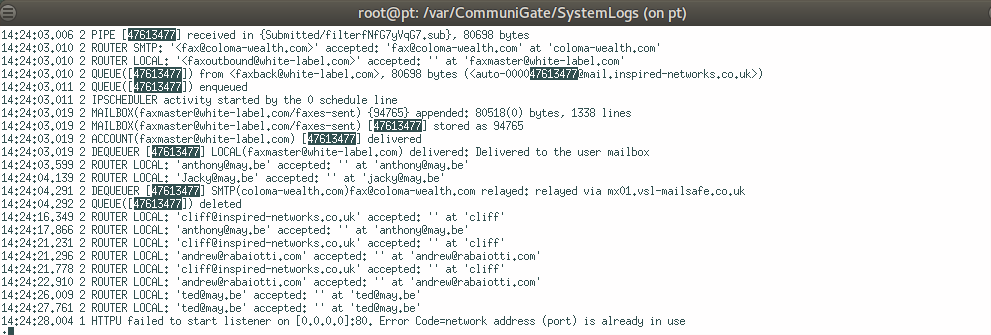 root@pt: /var/CommuniGate/SystemLogs (on pt)
14:24:03.006 2 PIPE [47613477] received in {Submitted/filterfNfG7yVqG7.sub}, 80698 bytes
14:24:03.010 2 ROUTER SMTP: '<fax@coloma-wealth.com>' accepted: 'fax@coloma-wealth.com' at 'coloma-wealth.com'
14:24:03.010 2 ROUTER LOCAL: '<faxoutbound@white-label.com>' accepted: '' at 'faxmaster@white-label.com'
14:24:03.010 2 QUEUE([47613477]) from <faxback@white-label.com>, 80698 bytes (<auto-000047613477@mail.inspired-networks.co.uk>)
14:24:03.011 2 QUEUE([47613477]) enqueued
14:24:03.011 2 IPSCHEDULER activity started by the 0 schedule line
14:24:03.019 2 MAILBOX(faxmaster@white-label.com/faxes-sent) {94765} appended: 80518(0) bytes, 1338 lines
14:24:03.019 2 MAILBOX(faxmaster@white-label.com/faxes-sent) [47613477] stored as 94765
14:24:03.019 2 ACCOUNT(faxmaster@white-label.com) [47613477] delivered
14:24:03.019 2 DEQUEUER [47613477] LOCAL(faxmaster@white-label.com) delivered: Delivered to the user mailbox
14:24:03.599 2 ROUTER LOCAL: 'anthony@may.be' accepted: '' at 'anthony@may.be'
14:24:04.139 2 ROUTER LOCAL: 'Jacky@may.be' accepted: '' at 'jacky@may.be'
14:24:04.291 2 DEQUEUER [47613477] SMTP(coloma-wealth.com)fax@coloma-wealth.com relayed: relayed via mx01.vsl-mailsafe.co.uk
14:24:04.292 2 QUEUE([47613477]) deleted
14:24:16.349 2 ROUTER LOCAL: 'cliff@inspired-networks.co.uk' accepted: '' at 'cliff'
14:24:17.866 2 ROUTER LOCAL: 'anthony@may.be' accepted: '' at 'anthony@may.be'
14:24:21.231 2 ROUTER LOCAL: 'cliff@inspired-networks.co.uk' accepted: '' at 'cliff'
14:24:21.296 2 ROUTER LOCAL: 'andrew@rabaiotti.com' accepted: '' at 'andrew@rabaiotti.com'
14:24:21.778 2 ROUTER LOCAL: 'cliff@inspired-networks.co.uk' accepted: '' at 'cliff'
14:24:22.910 2 ROUTER LOCAL: 'andrew@rabaiotti.com' accepted: '' at 'andrew@rabaiotti.com'
14:24:26.009 2 ROUTER LOCAL: 'ted@may.be' accepted: '' at 'ted@may.be'
14:24:27.761 2 ROUTER LOCAL: 'ted@may.be' accepted: '' at 'ted@may.be'
14:24:28.004 1 HTTPU failed to start listener on [0.0.0.0]:80. Error Code=network address (port) is already in use